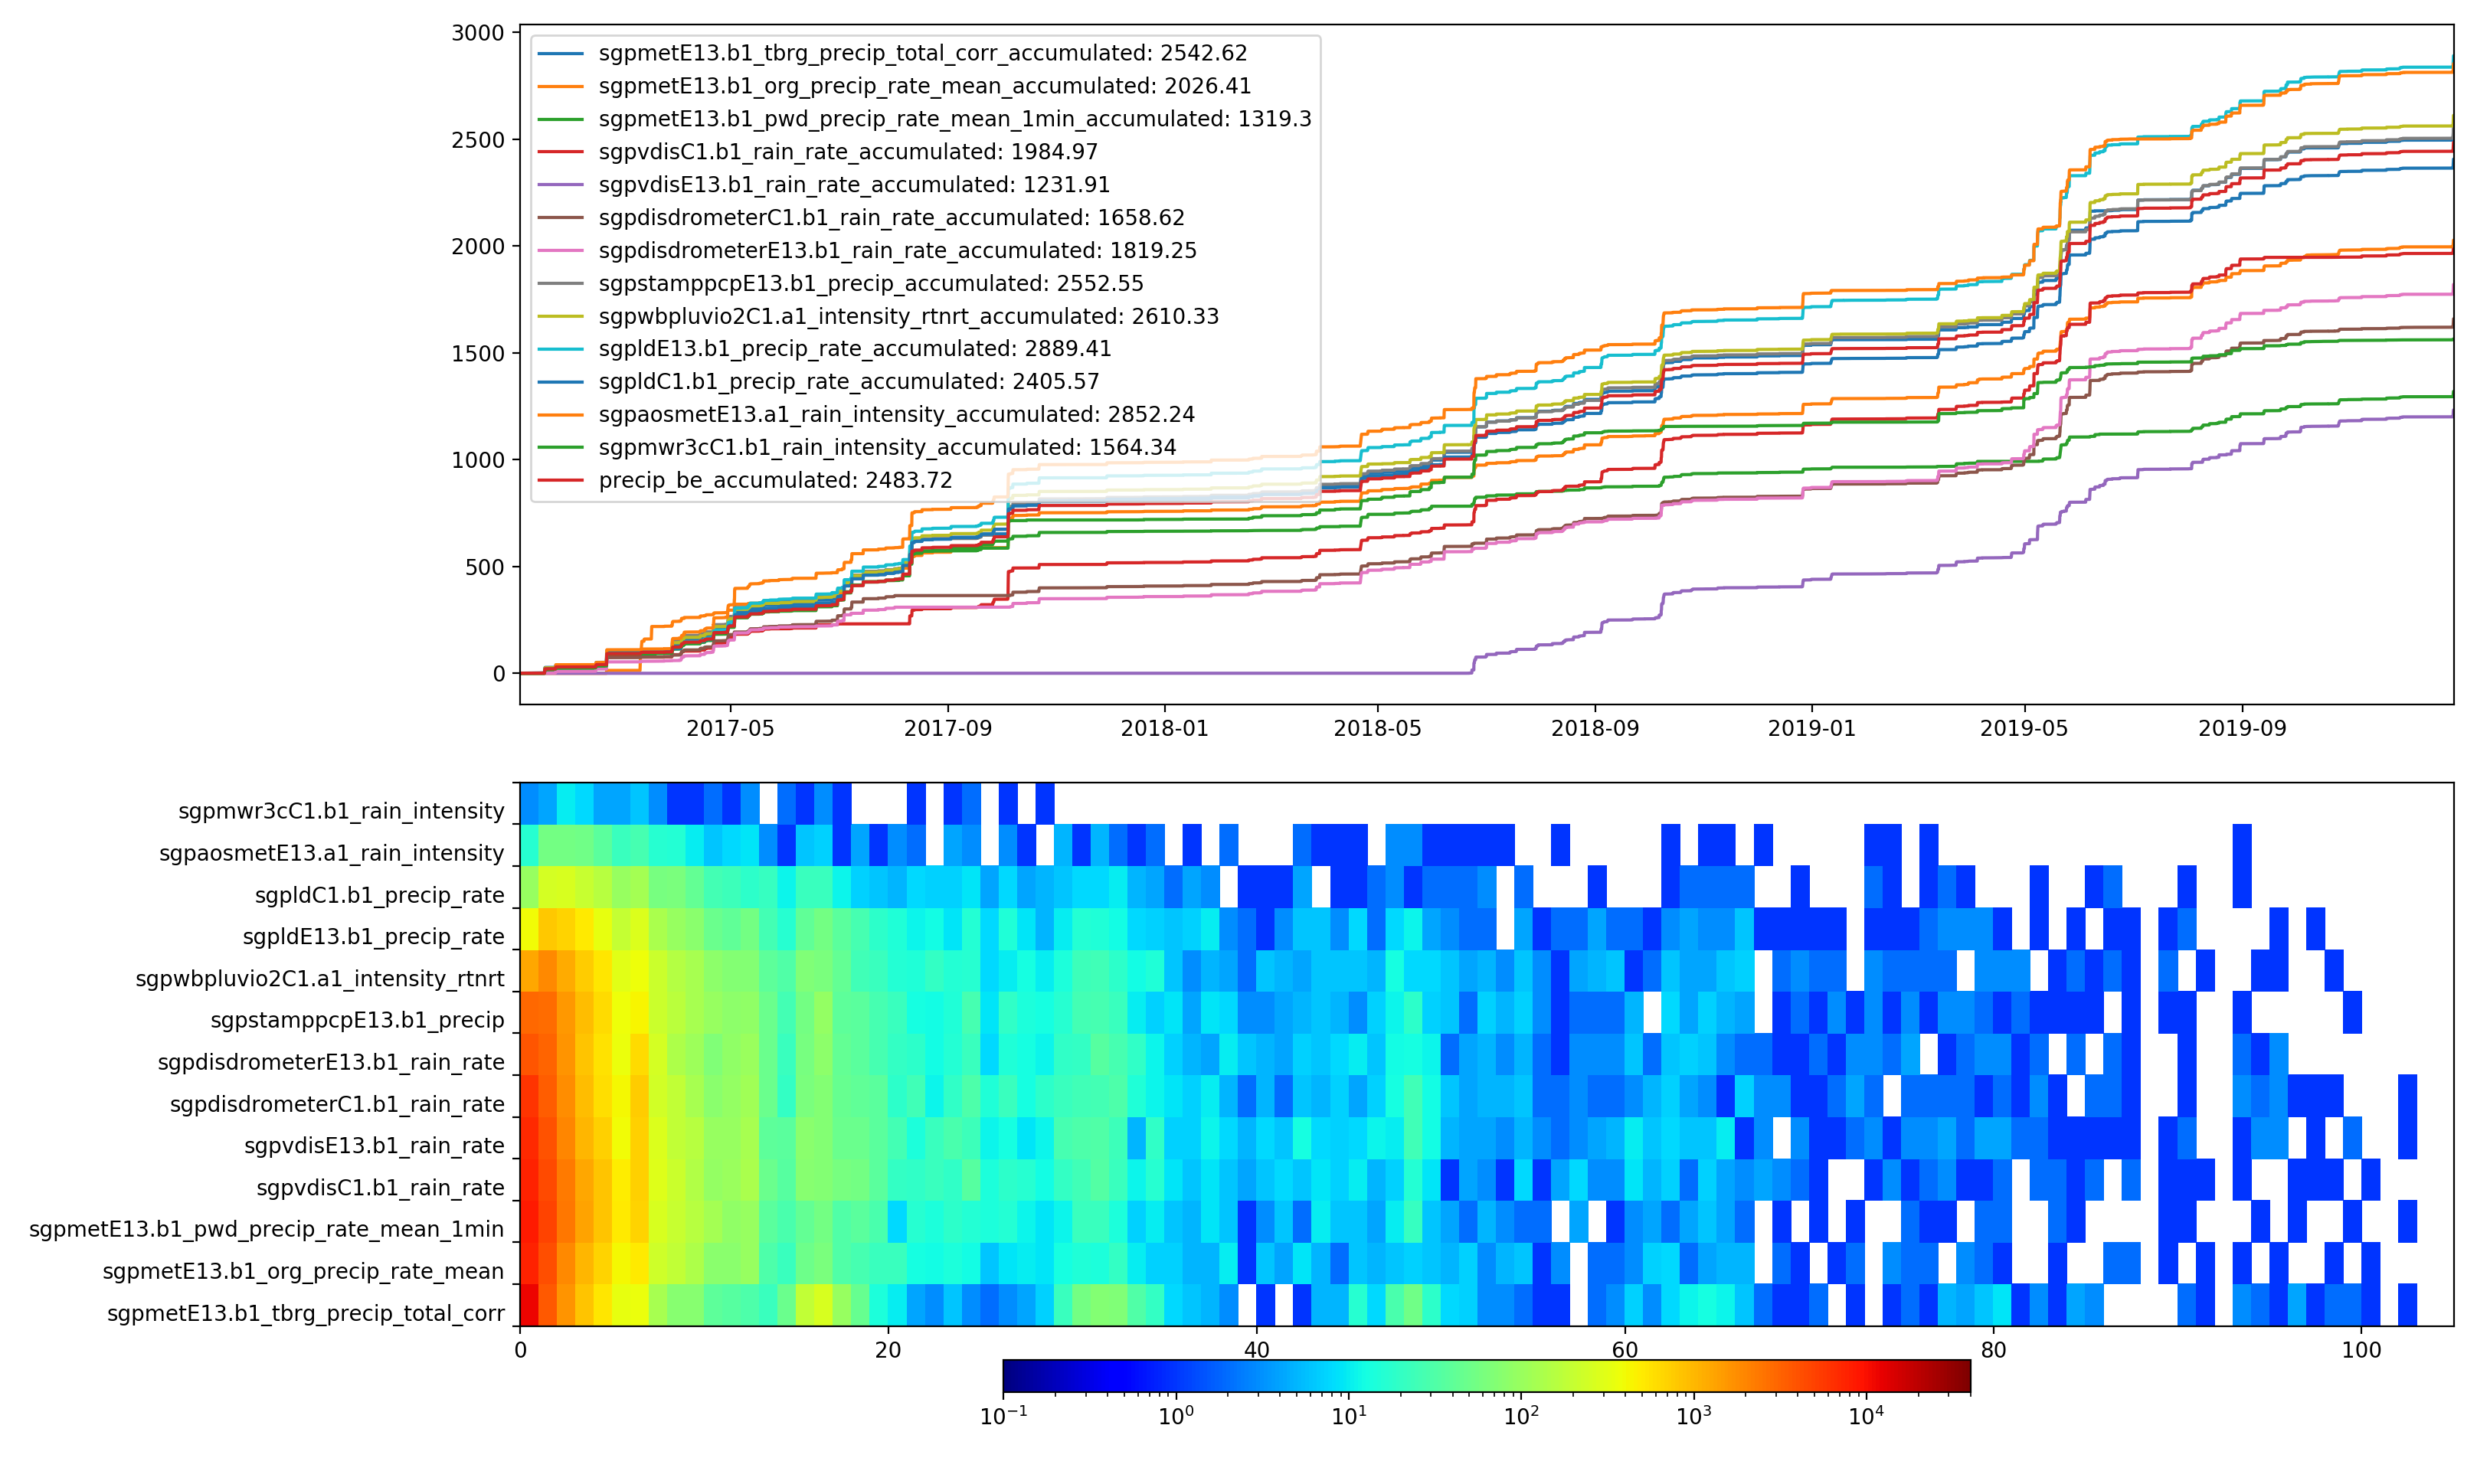 3000
2500
2000
1500
1000
500
0
sgpmetE13.b1_tbrg_precip_total_corr_accumulated: 2542.62
sgpmetE13.b1_org_precip_rate_mean_accumulated: 2026.41
sgpmetE13.b1_pwd_precip_rate_mean_1min_accumulated: 1319.3
sgpvdisC1.b1_rain_rate_accumulated: 1984.97
sgpvdisE13.b1_rain_rate_accumulated: 1231.91
sgpdisdrometerC1.b1_rain_rate_accumulated: 1658.62
sgpdisdrometerE13.b1_rain_rate_accumulated: 1819.25
sgpstamppcpE13.b1_precip_accumulated: 2552.55
sgpwbpluvio2C1.a1_intensity_rtnrt_accumulated: 2610.33
sgpldE13.b1_precip_rate_accumulated: 2889.41
sgpldC1.b1_precip_rate_accumulated: 2405.57
sgpaosmetE13.a1_rain_intensity_accumulated: 2852.24
sgpmwr3cC1.b1_rain_intensity_accumulated: 1564.34
precip_be_accumulated: 2483.72
2017-05 2017-09 2018-01 2018-05 2018-09 2019-01 2019-05 2019-09
sgpmwr3cC1.b1_rain_intensity
sgpaosmetE13.a1_rain_intensity
sgpldC1.b1_precip_rate
sgpldE13.b1_precip_rate
sgpwbpluvio2C1.a1_intensity_rtnrt
sgpstamppcpE13.b1_precip
sgpdisdrometerE13.b1_rain_rate
sgpdisdrometerC1.b1_rain_rate
sgpvdisE13.b1_rain_rate
sgpvdisC1.b1_rain_rate
sgpmetE13.b1_pwd_precip_rate_mean_1min
sgpmetE13.b1_org_precip_rate_mean
sgpmetE13.b1_tbrg_precip_total_corr
0 20 40 60 80 100
10⁻¹ 10⁰ 10¹ 10² 10³ 10⁴